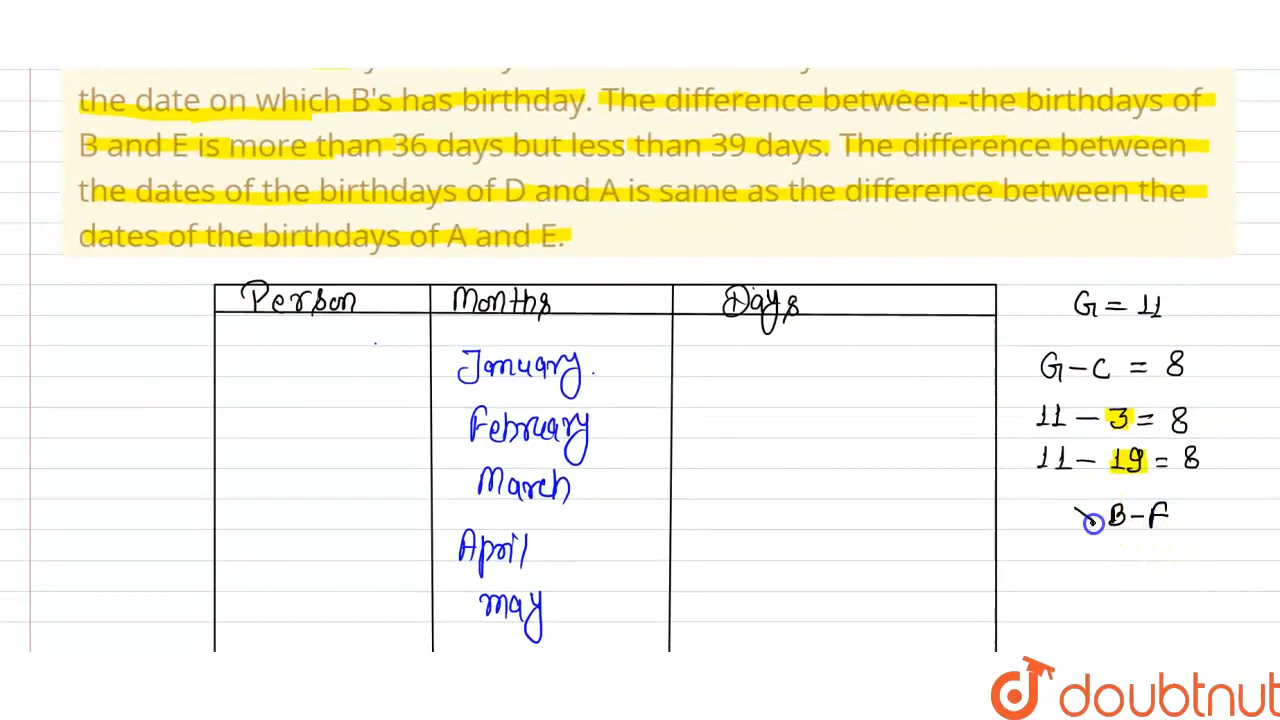 the date on which B's has birthday. The difference between -the birthdays of
B and E is more than 36 days but less than 39 days. The difference between
the dates of the birthdays of D and A is same as the difference between the
dates of the birthdays of A and E.
Person Months Days
January.
February
March
April
May
G = 11
G - C = 8
11 - 3 = 8
11 - 19 = 8
B - F
doubtnut